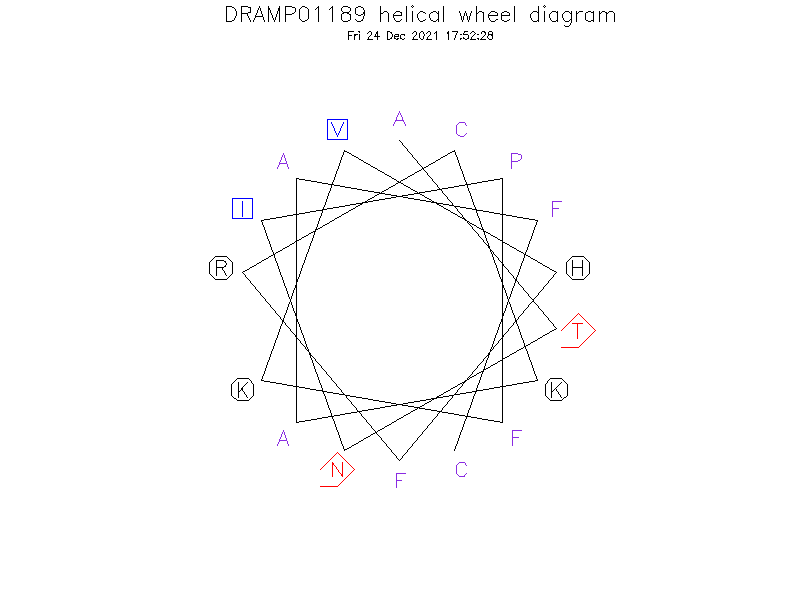 DRAMP01189 helical wheel diagram
Fri 24 Dec 2021 17:52:28
A
V C
A P
I F
R H
T
K K
A F
N C
F